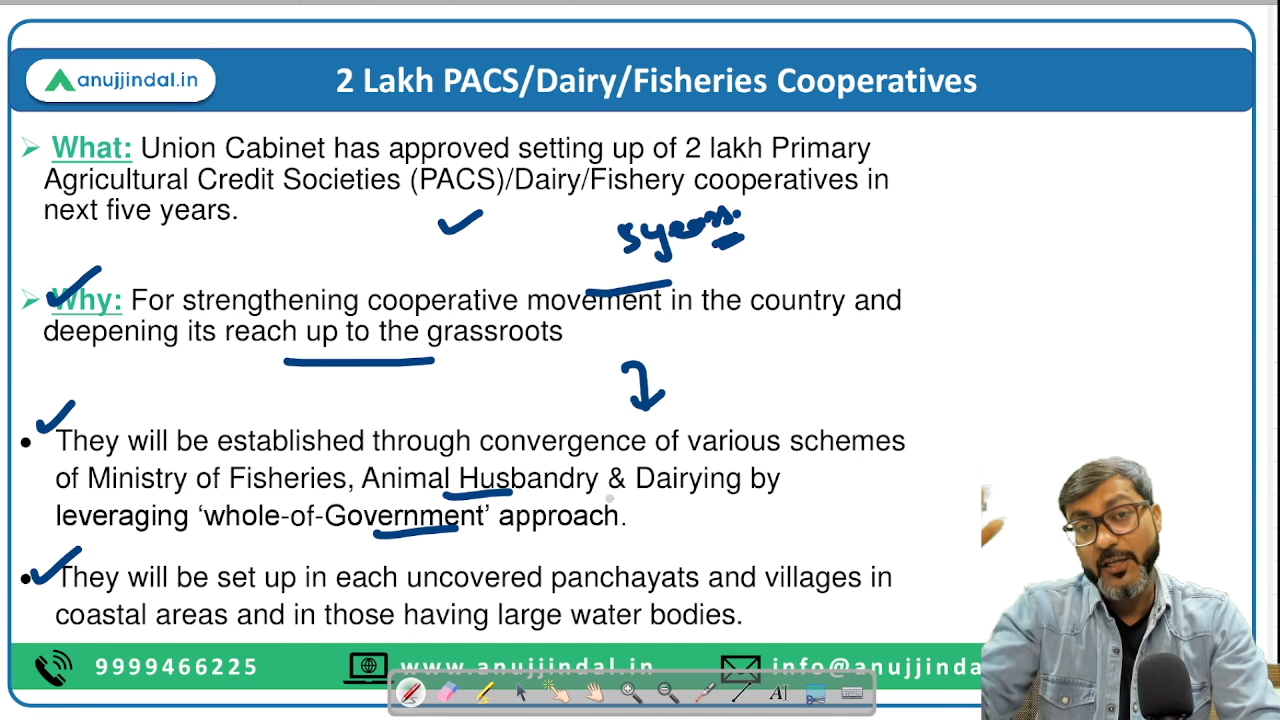 anujjindal.in
2 Lakh PACS/Dairy/Fisheries Cooperatives
What: Union Cabinet has approved setting up of 2 lakh Primary
Agricultural Credit Societies (PACS)/Dairy/Fishery cooperatives in
next five years.
5years.
Why: For strengthening cooperative movement in the country and
deepening its reach up to the grassroots
• They will be established through convergence of various schemes
of Ministry of Fisheries, Animal Husbandry & Dairying by
leveraging ‘whole-of-Government’ approach.
• They will be set up in each uncovered panchayats and villages in
coastal areas and in those having large water bodies.
9999466225
www.anujjindal.in
info@anujjinda
A